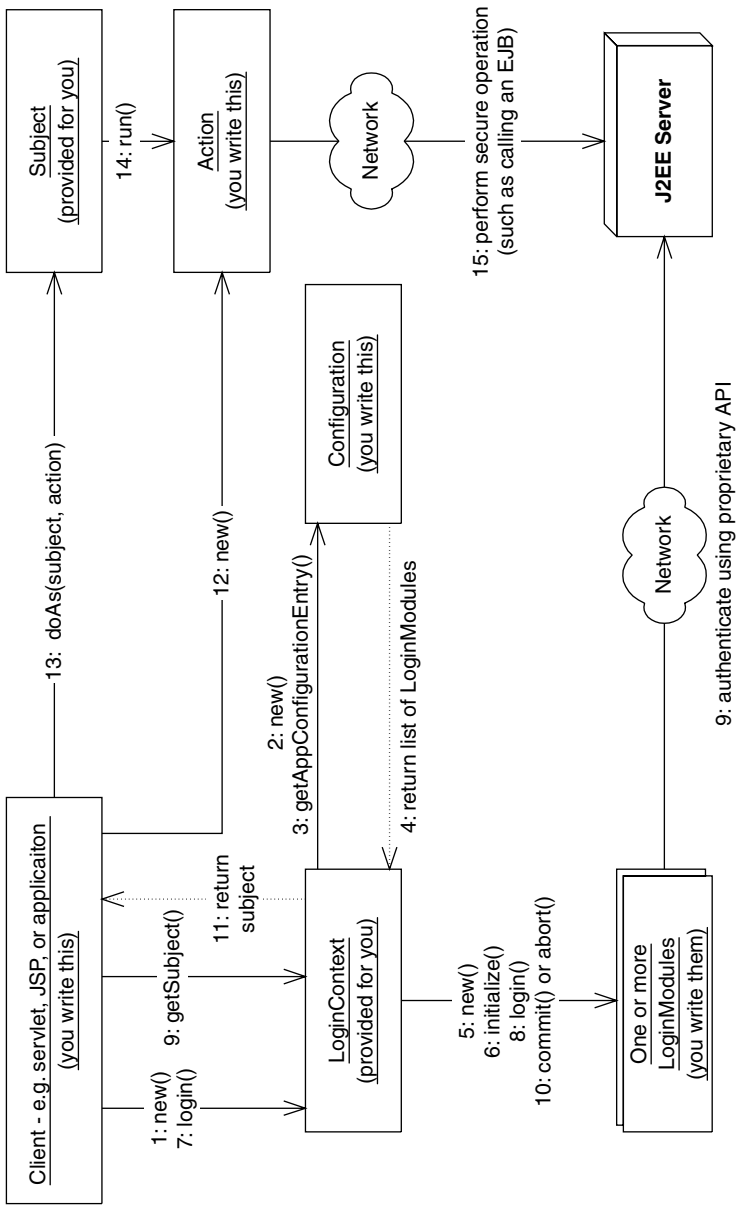 Client - e.g. servlet, JSP, or applicaiton
(you write this)
13:  doAs(subject, action)
Subject
(provided for you)
14: run()
12: new()
Action
(you write this)
1: new()
7: login()
9: getSubject()
11: return
subject
LoginContext
(provided for you)
2: new()
3: getAppConfigurationEntry()
4: return list of LoginModules
Configuration
(you write this)
Network
15: perform secure operation
(such as calling an EJB)
5: new()
6: initialize()
8: login()
10: commit() or abort()
One or more
LoginModules
(you write them)
Network
9: authenticate using proprietary API
J2EE Server